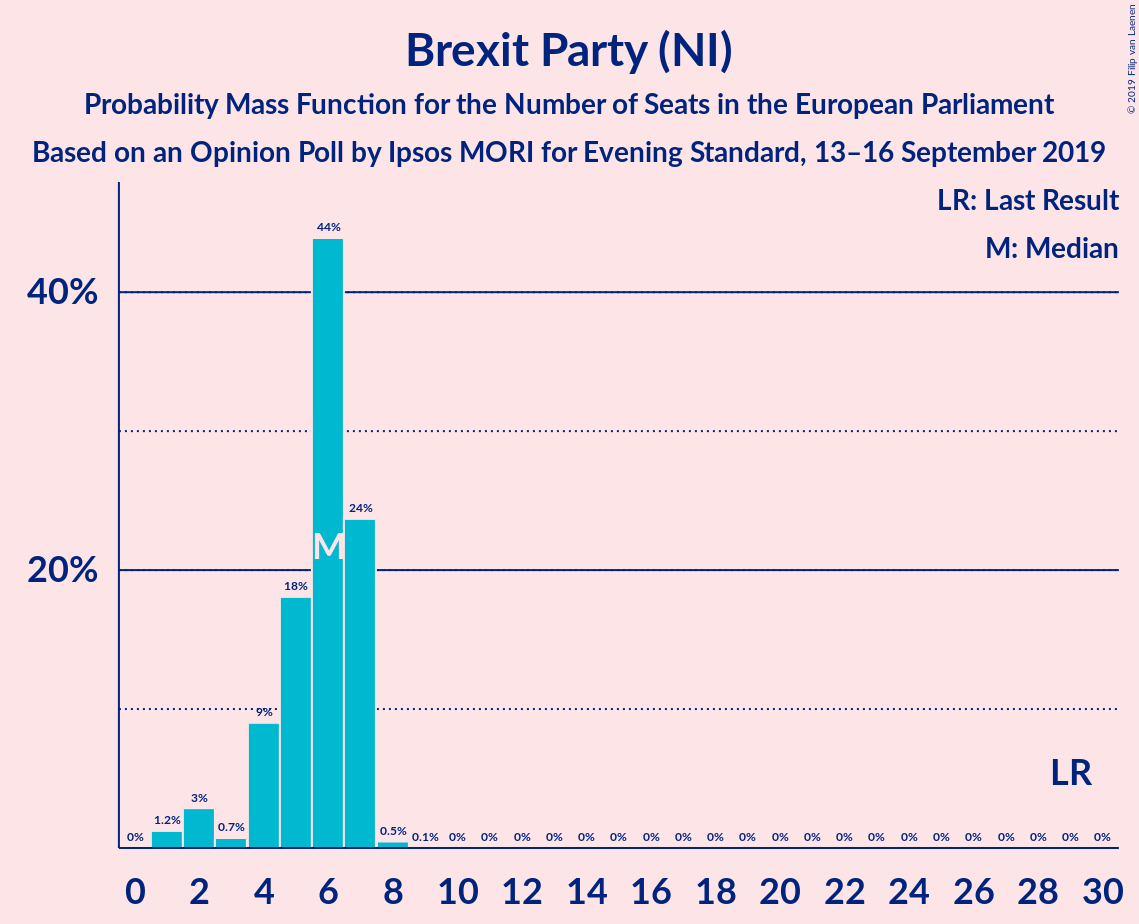 Brexit Party (NI)
Probability Mass Function for the Number of Seats in the European Parliament
Based on an Opinion Poll by Ipsos MORI for Evening Standard, 13–16 September 2019
© 2019 Filip van Laenen
LR: Last Result
M: Median
40%
20%
0% 1.2% 3% 0.7% 9% 18% 44% 24% 0.5% 0.1% 0% 0% 0% 0% 0% 0% 0% 0% 0% 0% 0% 0% 0% 0% 0% 0% 0% 0% 0% 0% 0%
M
LR
0 2 4 6 8 10 12 14 16 18 20 22 24 26 28 30